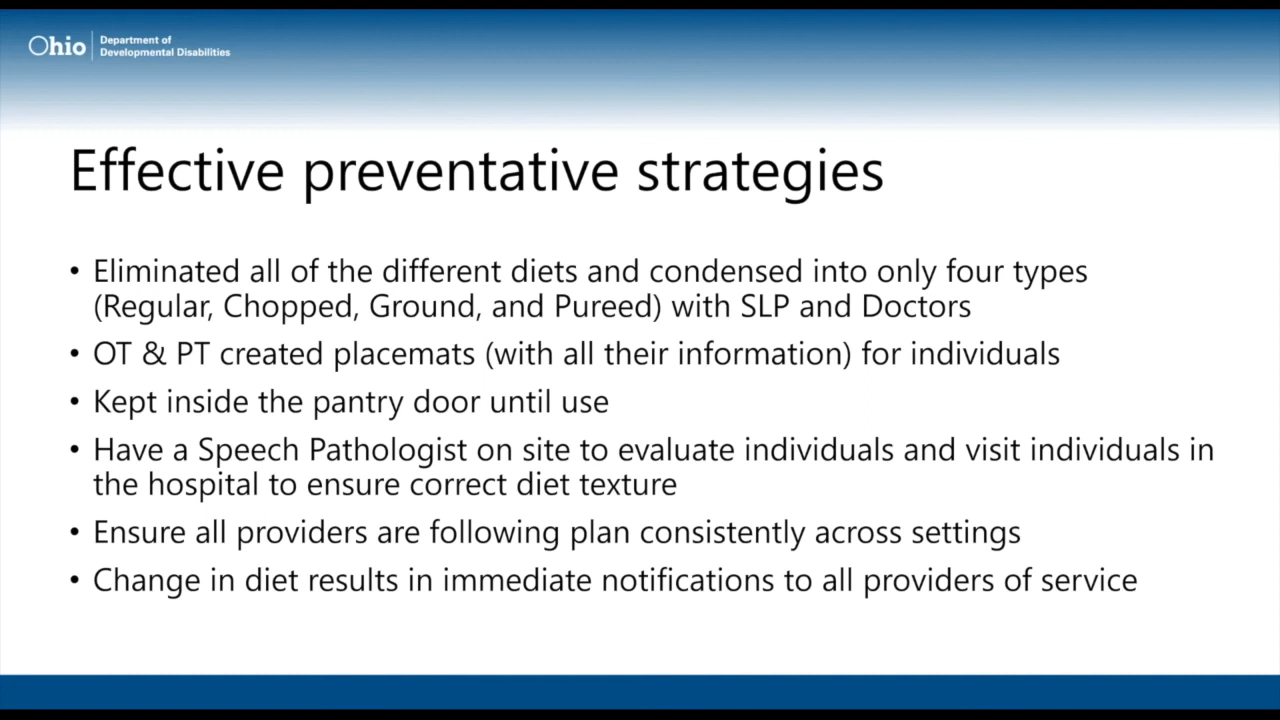 Ohio
Department of
Developmental Disabilities
Effective preventative strategies
• Eliminated all of the different diets and condensed into only four types
(Regular, Chopped, Ground, and Pureed) with SLP and Doctors
• OT & PT created placemats (with all their information) for individuals
• Kept inside the pantry door until use
• Have a Speech Pathologist on site to evaluate individuals and visit individuals in
the hospital to ensure correct diet texture
• Ensure all providers are following plan consistently across settings
• Change in diet results in immediate notifications to all providers of service